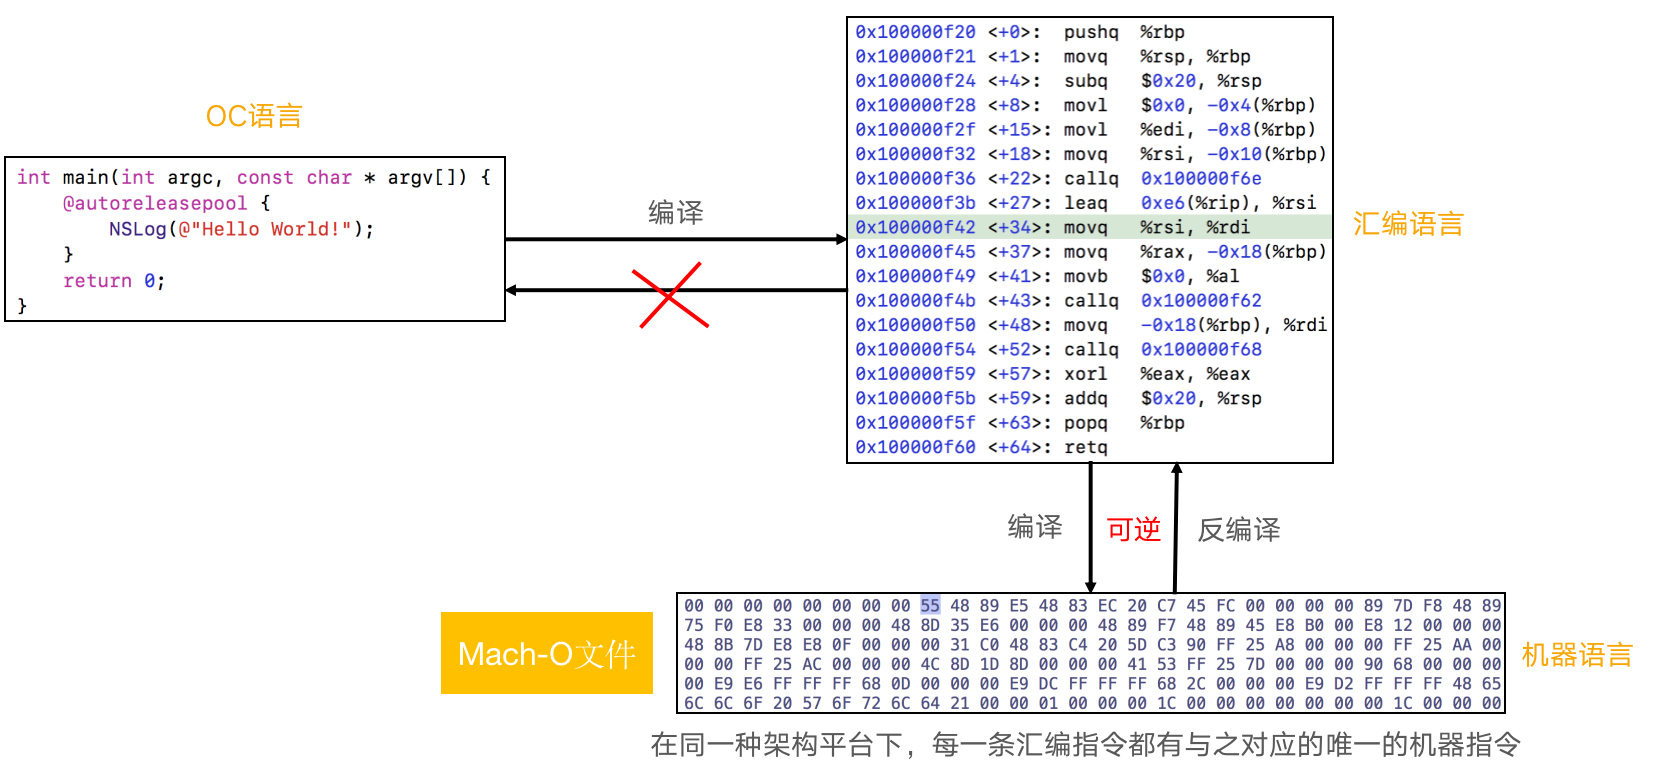 OC语言
int main(int argc, const char * argv[]) {
    @autoreleasepool {
        NSLog(@"Hello World!");
    }
    return 0;
}
编译
0x100000f20 <+0>:  pushq  %rbp
0x100000f21 <+1>:  movq   %rsp, %rbp
0x100000f24 <+4>:  subq   $0x20, %rsp
0x100000f28 <+8>:  movl   $0x0, -0x4(%rbp)
0x100000f2f <+15>: movl   %edi, -0x8(%rbp)
0x100000f32 <+18>: movq   %rsi, -0x10(%rbp)
0x100000f36 <+22>: callq  0x100000f6e
0x100000f3b <+27>: leaq   0xe6(%rip), %rsi
0x100000f42 <+34>: movq   %rsi, %rdi
0x100000f45 <+37>: movq   %rax, -0x18(%rbp)
0x100000f49 <+41>: movb   $0x0, %al
0x100000f4b <+43>: callq  0x100000f62
0x100000f50 <+48>: movq   -0x18(%rbp), %rdi
0x100000f54 <+52>: callq  0x100000f68
0x100000f59 <+57>: xorl   %eax, %eax
0x100000f5b <+59>: addq   $0x20, %rsp
0x100000f5f <+63>: popq   %rbp
0x100000f60 <+64>: retq
汇编语言
编译
可逆
反编译
Mach-O文件
00 00 00 00 00 00 00 00 55 48 89 E5 48 83 EC 20 C7 45 FC 00 00 00 00 89 7D F8 48 89
75 F0 E8 33 00 00 00 48 8D 35 E6 00 00 00 48 89 F7 48 89 45 E8 B0 00 E8 12 00 00 00
48 8B 7D E8 E8 0F 00 00 00 31 C0 48 83 C4 20 5D C3 90 FF 25 A8 00 00 00 FF 25 AA 00
00 00 FF 25 AC 00 00 00 4C 8D 1D 8D 00 00 00 41 53 FF 25 7D 00 00 00 90 68 00 00 00
00 E9 E6 FF FF FF 68 0D 00 00 00 E9 DC FF FF FF 68 2C 00 00 00 E9 D2 FF FF FF 48 65
6C 6C 6F 20 57 6F 72 6C 64 21 00 00 01 00 00 00 1C 00 00 00 00 00 00 00 1C 00 00 00
机器语言
在同一种架构平台下，每一条汇编指令都有与之对应的唯一的机器指令